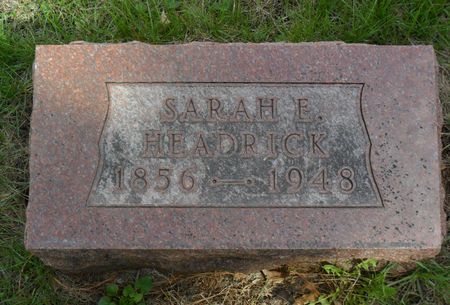 SARAH E.
HEADRICK
1856 — 1948